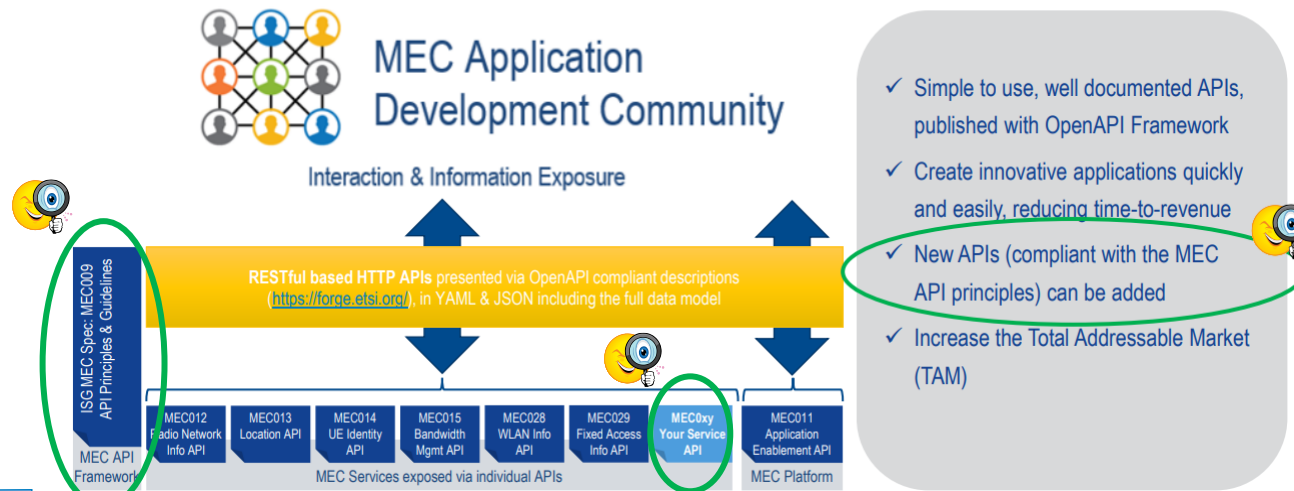 MEC Application
Development Community
Interaction & Information Exposure
RESTful based HTTP APIs presented via OpenAPI compliant descriptions
(https://forge.etsi.org/), in YAML & JSON including the full data model
ISG MEC Spec: MEC009
API Principles & Guidelines
MEC API
Framework
MEC012
Radio Network
Info API
MEC013
Location API
MEC014
UE Identity
API
MEC015
Bandwidth
Mgmt API
MEC028
WLAN Info
API
MEC029
Fixed Access
Info API
MEC0xy
Your Service
API
MEC011
Application
Enablement API
MEC Services exposed via individual APIs
MEC Platform
✓ Simple to use, well documented APIs,
published with OpenAPI Framework
✓ Create innovative applications quickly
and easily, reducing time-to-revenue
✓ New APIs (compliant with the MEC
API principles) can be added
✓ Increase the Total Addressable Market
(TAM)